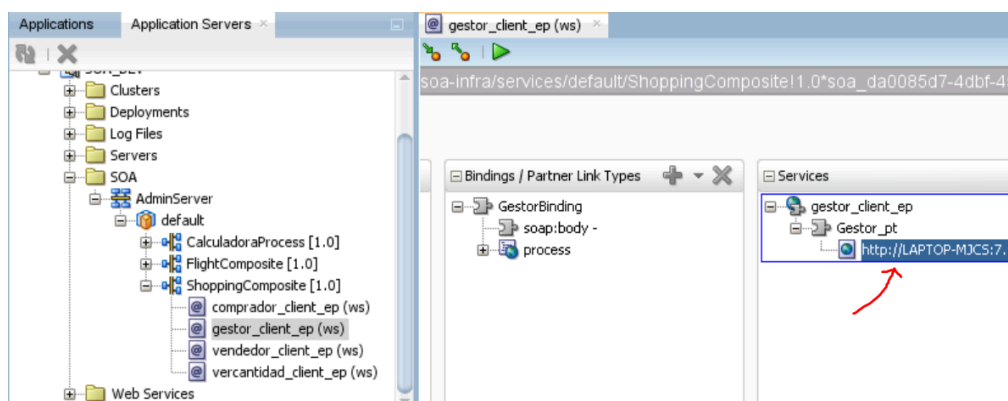 Applications
Application Servers
SOA_DEV
Clusters
Deployments
Log Files
Servers
SOA
AdminServer
default
CalculadoraProcess [1.0]
FlightComposite [1.0]
ShoppingComposite [1.0]
comprador_client_ep (ws)
gestor_client_ep (ws)
vendedor_client_ep (ws)
vercantidad_client_ep (ws)
Web Services
gestor_client_ep (ws)
soa-infra/services/default/ShoppingComposite!1.0*soa_da0085d7-4dbf-4
Bindings / Partner Link Types
GestorBinding
soap:body -
process
Services
gestor_client_ep
Gestor_pt
http://LAPTOP-MJCS:7.